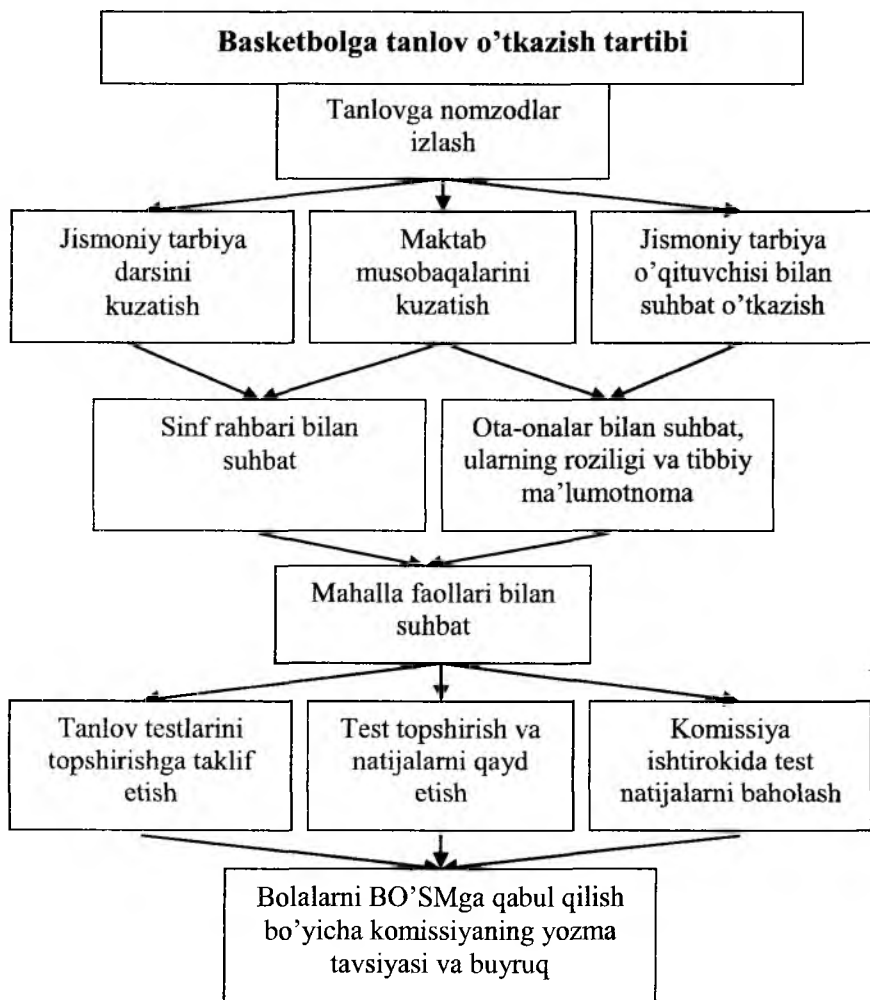 Basketbolga tanlov o'tkazish tartibi
Tanlovga nomzodlar
izlash
Jismoniy tarbiya
darsini
kuzatish
Maktab
musobaqalarini
kuzatish
Jismoniy tarbiya
o'qituvchisi bilan
suhbat o'tkazish
Sinf rahbari bilan
suhbat
Ota-onalar bilan suhbat,
ularning roziligi va tibbiy
ma'lumotnoma
Mahalla faollari bilan
suhbat
Tanlov testlarini
topshirishga taklif
etish
Test topshirish va
natijalarni qayd
etish
Komissiya
ishtirokida test
natijalarni baholash
Bolalarni BO'SMga qabul qilish
bo'yicha komissiyaning yozma
tavsiyasi va buyruq